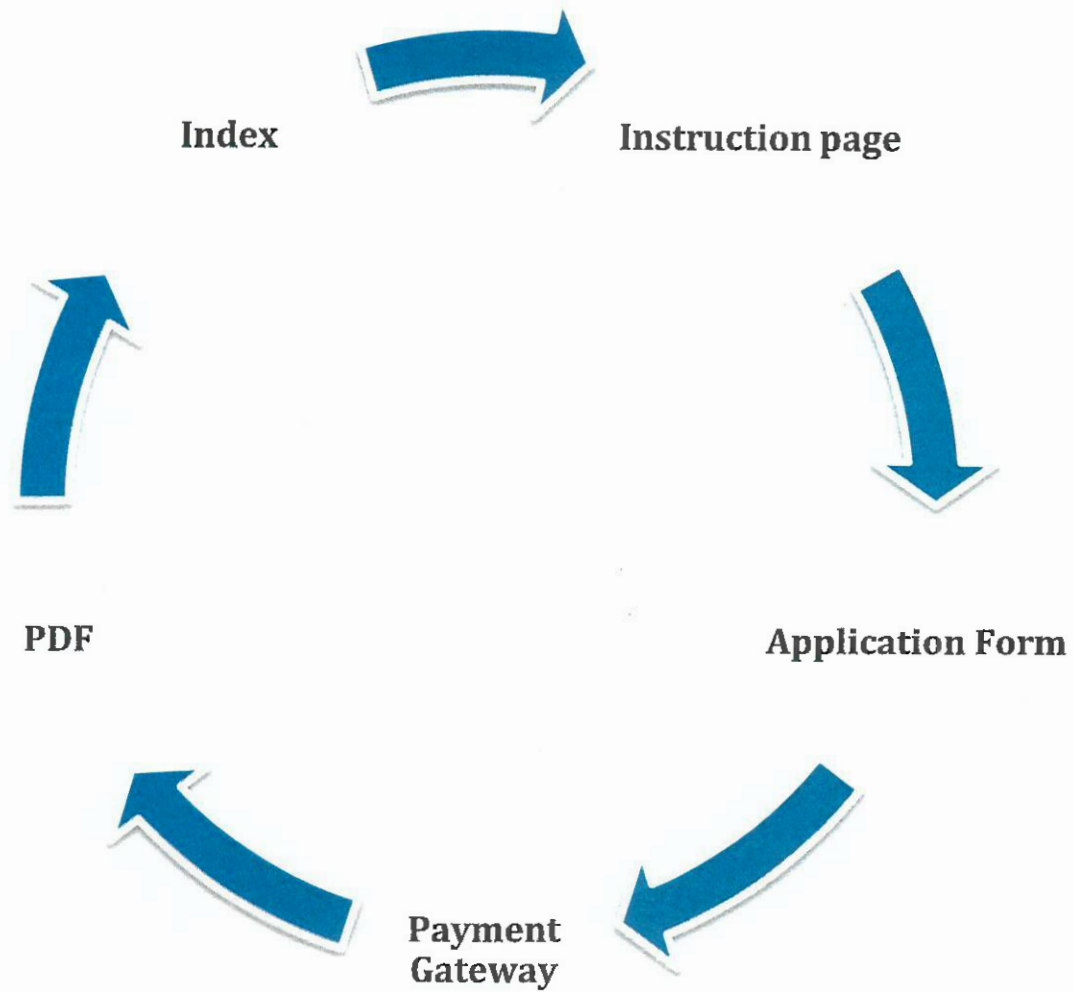 Index
Instruction page
Application Form
Payment
Gateway
PDF